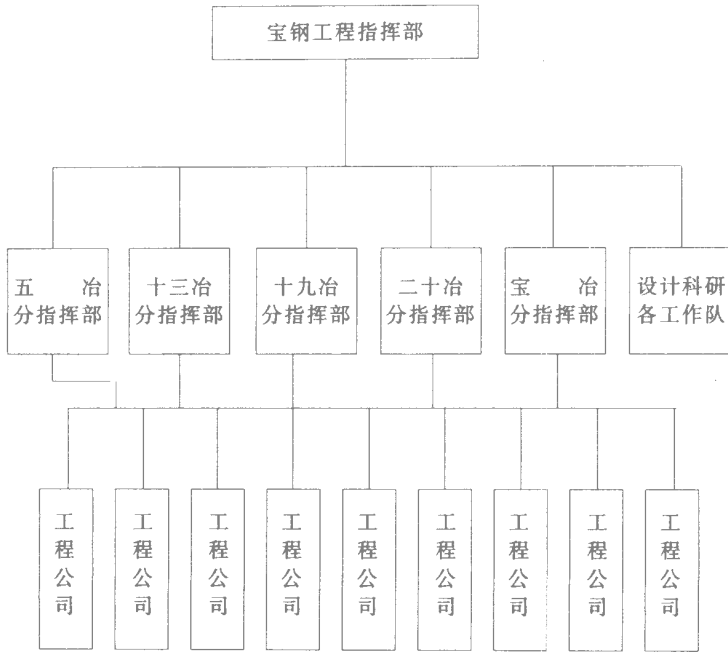 宝钢工程指挥部
五 冶
分指挥部
十三冶
分指挥部
十九冶
分指挥部
二十冶
分指挥部
宝 冶
分指挥部
设计科研
各工作队
工程公司
工程公司
工程公司
工程公司
工程公司
工程公司
工程公司
工程公司
工程公司